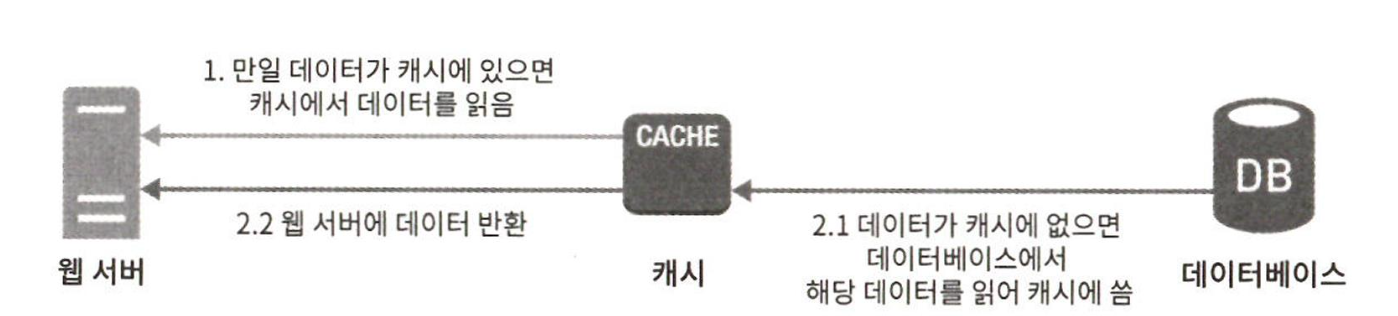 1. 만일 데이터가 캐시에 있으면
캐시에서 데이터를 읽음
CACHE
DB
2.2 웹 서버에 데이터 반환
2.1 데이터가 캐시에 없으면
데이터베이스에서
해당 데이터를 읽어 캐시에 씀
웹 서버
캐시
데이터베이스